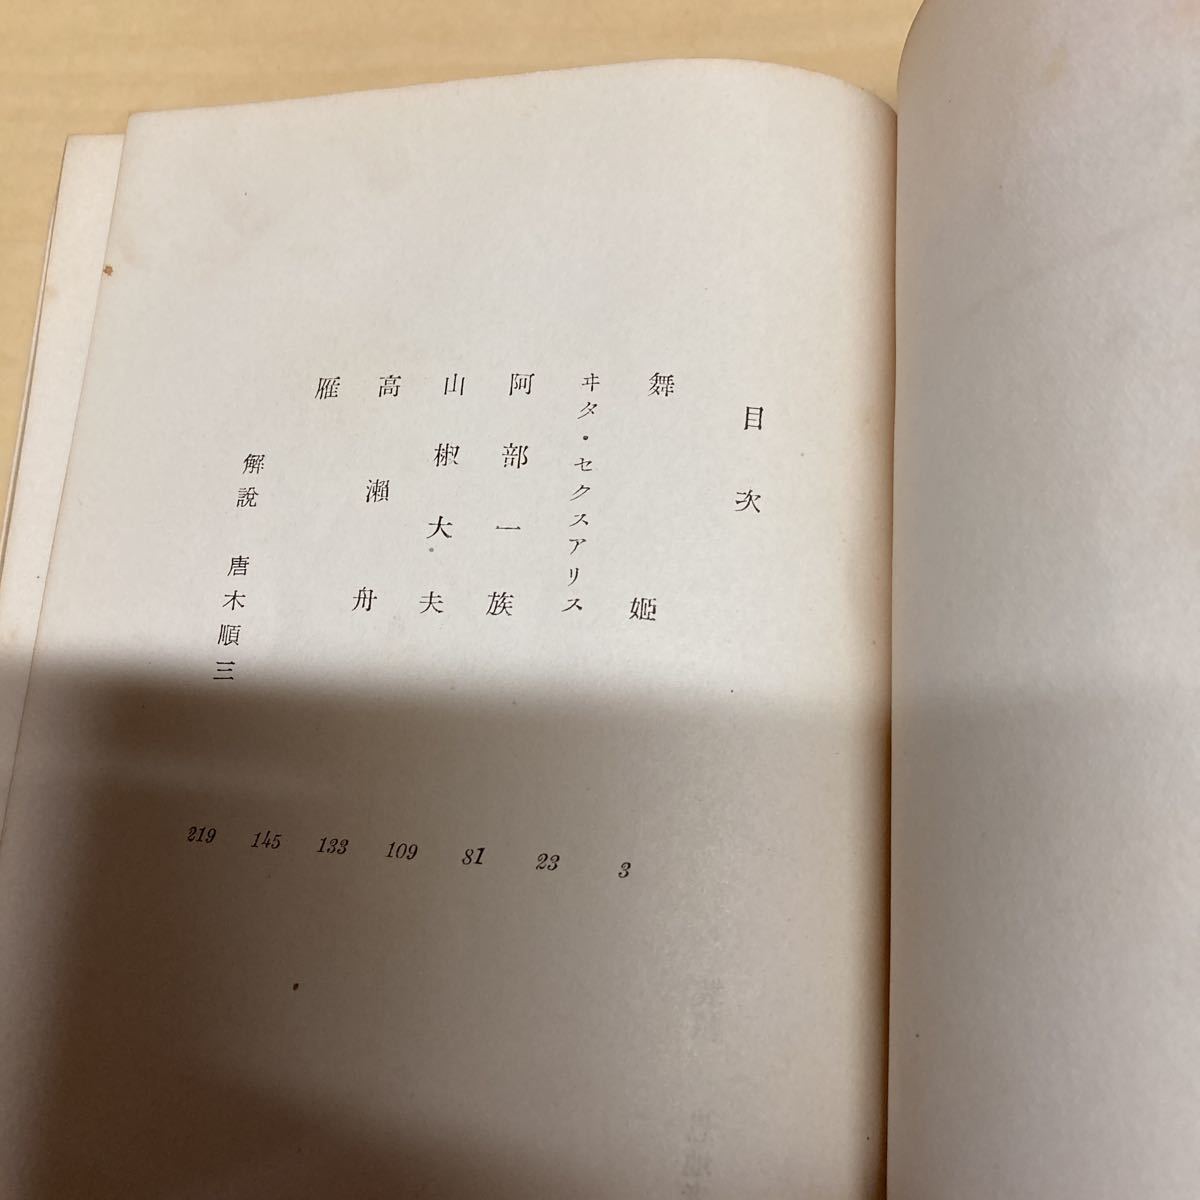 目次
舞姫
ヰタ・セクスアリス
阿部一族
山椒大夫
高瀬舟
雁
解說 唐木順三
3
23
81
109
133
145
219